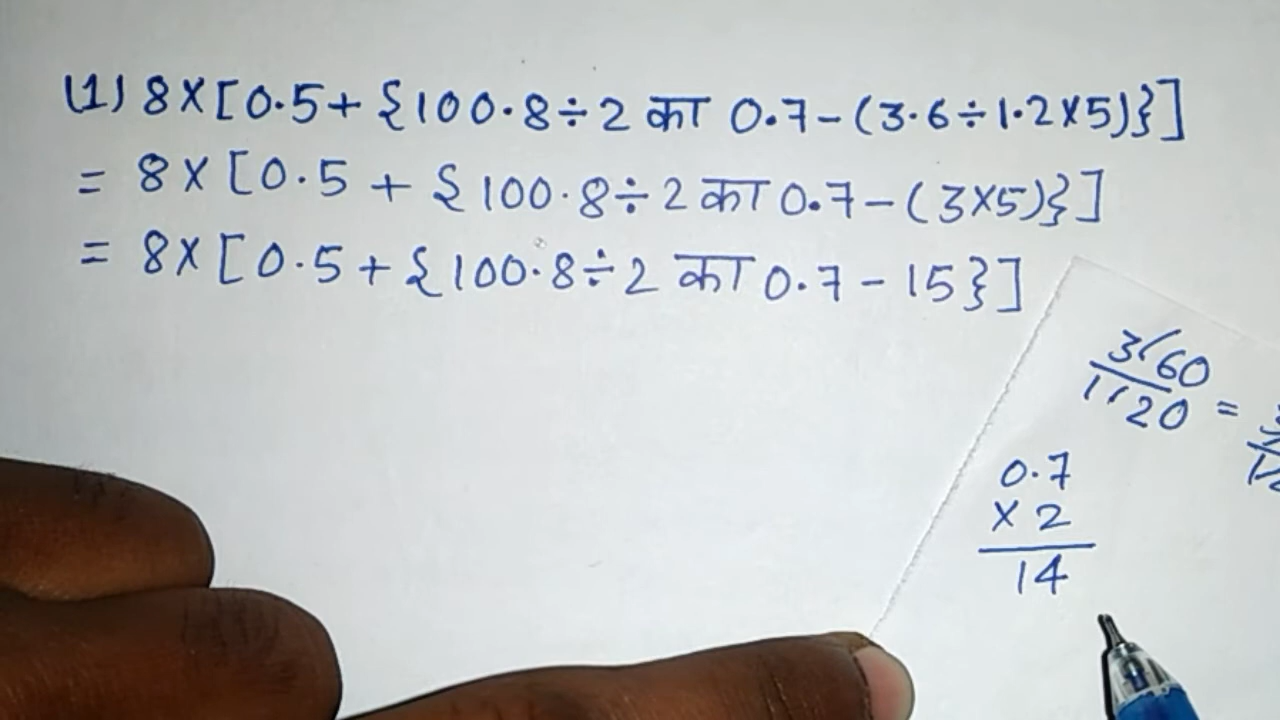 (1) 8×[0.5+{100.8÷2 का 0.7-(3.6÷1.2×5)}]
= 8×[0.5+{100.8÷2 का 0.7-(3×5)}]
= 8×[0.5+{100.8÷2 का 0.7-15}]
3/60
1/20 =
0.7
×2
14